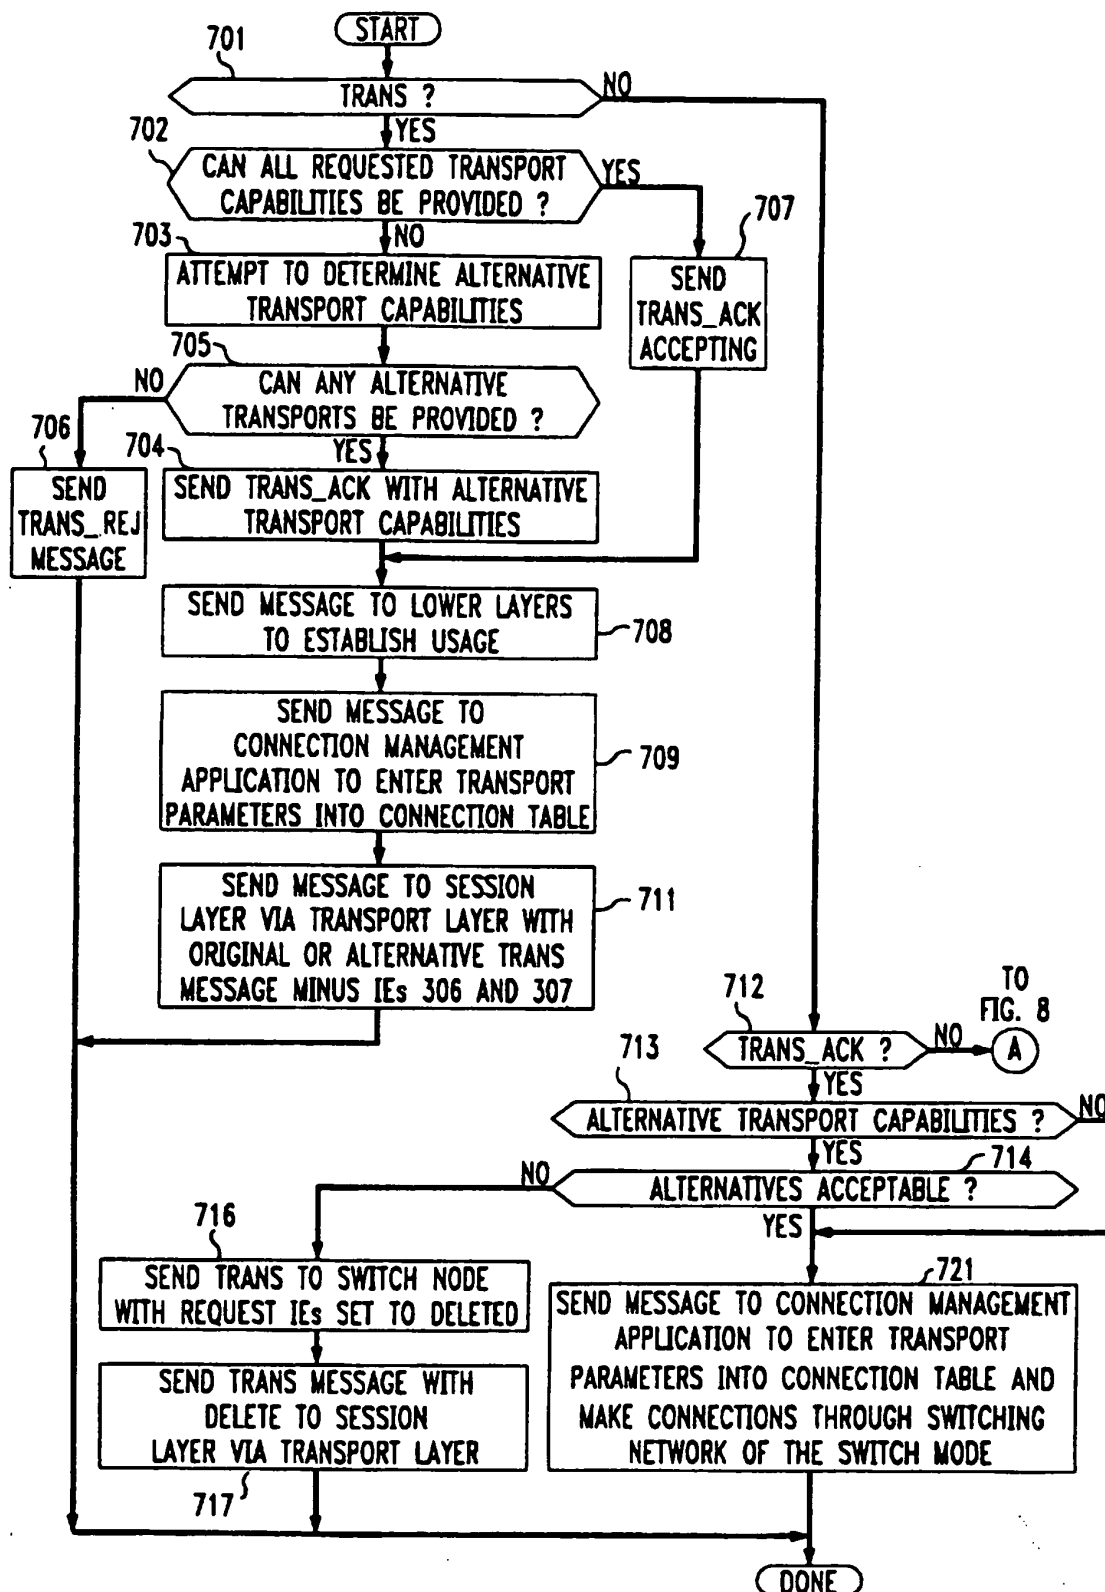 START
701
TRANS ?
NO
YES
702
CAN ALL REQUESTED TRANSPORT
CAPABILITIES BE PROVIDED ?
YES
NO
703
ATTEMPT TO DETERMINE ALTERNATIVE
TRANSPORT CAPABILITIES
707
SEND
TRANS_ACK
ACCEPTING
705
CAN ANY ALTERNATIVE
TRANSPORTS BE PROVIDED ?
NO
YES
706
SEND
TRANS_REJ
MESSAGE
704
SEND TRANS_ACK WITH ALTERNATIVE
TRANSPORT CAPABILITIES
SEND MESSAGE TO LOWER LAYERS
TO ESTABLISH USAGE
708
SEND MESSAGE TO
CONNECTION MANAGEMENT
APPLICATION TO ENTER TRANSPORT
PARAMETERS INTO CONNECTION TABLE
709
SEND MESSAGE TO SESSION
LAYER VIA TRANSPORT LAYER WITH
ORIGINAL OR ALTERNATIVE TRANS
MESSAGE MINUS IEs 306 AND 307
711
712
TRANS_ACK ?
NO
TO
FIG. 8
A
YES
713
ALTERNATIVE TRANSPORT CAPABILITIES ?
NO
YES
714
ALTERNATIVES ACCEPTABLE ?
NO
YES
716
SEND TRANS TO SWITCH NODE
WITH REQUEST IEs SET TO DELETED
SEND TRANS MESSAGE WITH
DELETE TO SESSION
LAYER VIA TRANSPORT LAYER
717
721
SEND MESSAGE TO CONNECTION MANAGEMENT
APPLICATION TO ENTER TRANSPORT
PARAMETERS INTO CONNECTION TABLE AND
MAKE CONNECTIONS THROUGH SWITCHING
NETWORK OF THE SWITCH MODE
DONE